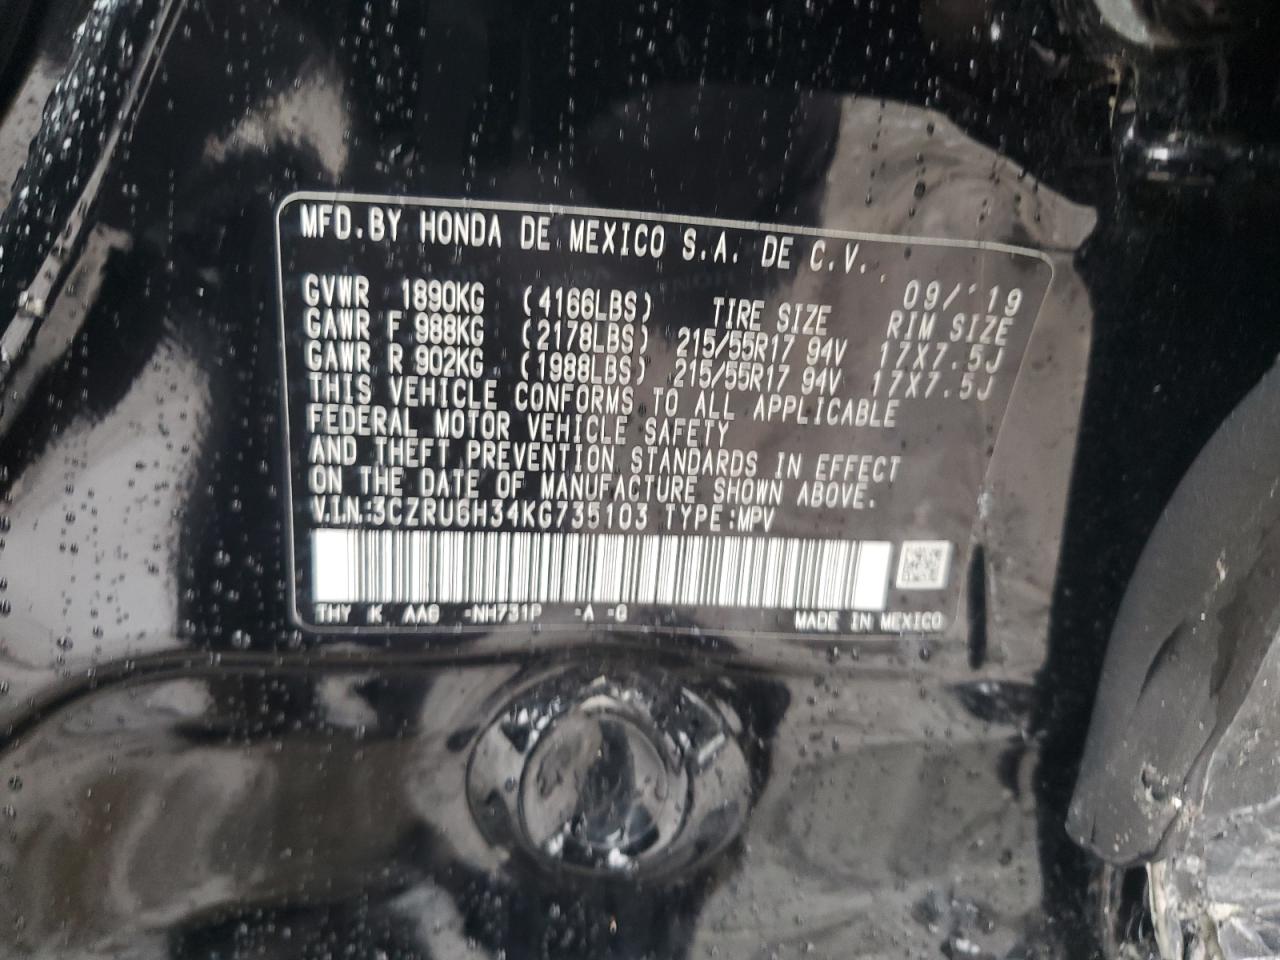 MFD.BY HONDA DE MEXICO S.A. DE C.V.
09/'19
GVWR 1890KG (4166LBS) TIRE SIZE RIM SIZE
GAWR F 988KG (2178LBS) 215/55R17 94V 17X7.5J
GAWR R 902KG (1988LBS) 215/55R17 94V 17X7.5J
THIS VEHICLE CONFORMS TO ALL APPLICABLE
FEDERAL MOTOR VEHICLE SAFETY
AND THEFT PREVENTION STANDARDS IN EFFECT
ON THE DATE OF MANUFACTURE SHOWN ABOVE.
V.I.N:3CZRU6H34KG735103 TYPE:MPV
THY K AAG -NH731P -A -G MADE IN MEXICO